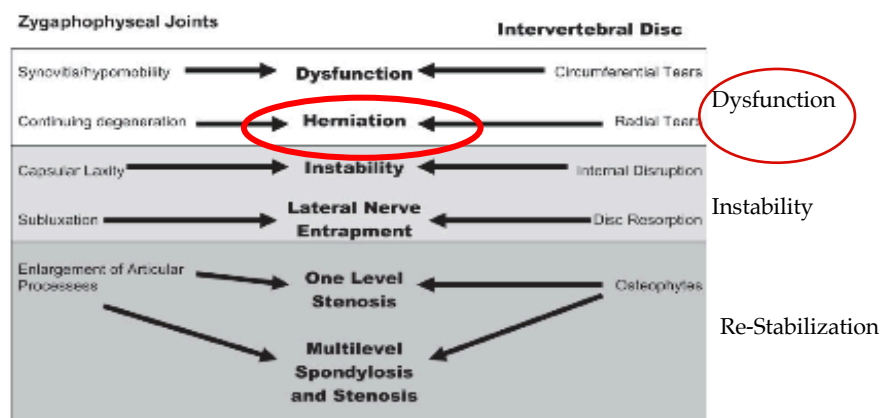 Zygaphophyseal Joints
Intervertebral Disc
Synovitis/hypomobility
Dysfunction
Circumferential Tears
Dysfunction
Continuing degeneration
Herniation
Radial Tears
Capsular Laxity
Instability
Internal Disruption
Instability
Subluxation
Lateral Nerve
Entrapment
Disc Resorption
Enlargement of Articular
Processess
One Level
Stenosis
Osteophytes
Re-Stabilization
Multilevel
Spondylosis
and Stenosis